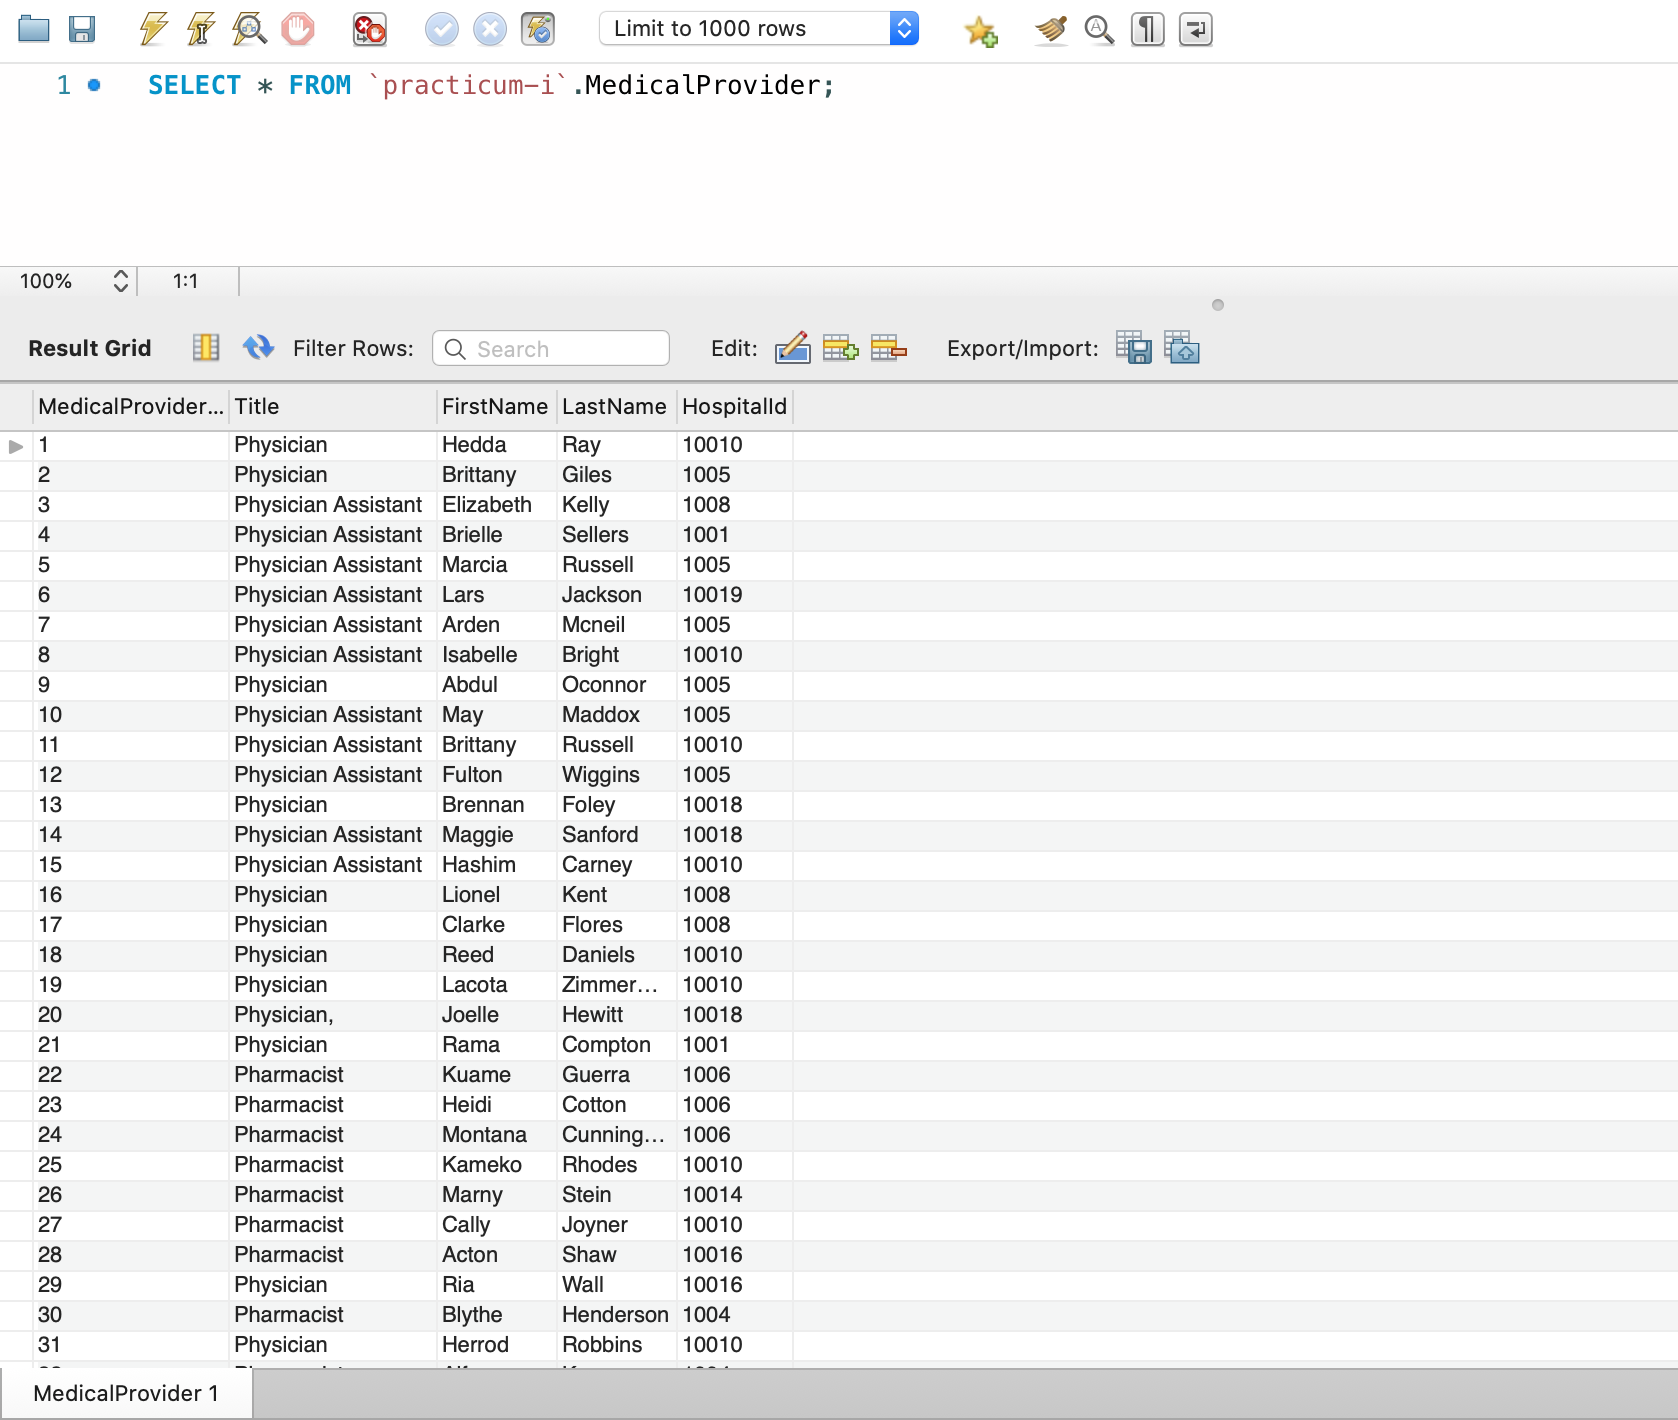 Limit to 1000 rows
1 SELECT * FROM `practicum-i`.MedicalProvider;
100% 1:1
Result Grid Filter Rows: Search Edit: Export/Import:
MedicalProvider... Title FirstName LastName HospitalId
1 Physician Hedda Ray 10010
2 Physician Brittany Giles 1005
3 Physician Assistant Elizabeth Kelly 1008
4 Physician Assistant Brielle Sellers 1001
5 Physician Assistant Marcia Russell 1005
6 Physician Assistant Lars Jackson 10019
7 Physician Assistant Arden Mcneil 1005
8 Physician Assistant Isabelle Bright 10010
9 Physician Abdul Oconnor 1005
10 Physician Assistant May Maddox 1005
11 Physician Assistant Brittany Russell 10010
12 Physician Assistant Fulton Wiggins 1005
13 Physician Brennan Foley 10018
14 Physician Assistant Maggie Sanford 10018
15 Physician Assistant Hashim Carney 10010
16 Physician Lionel Kent 1008
17 Physician Clarke Flores 1008
18 Physician Reed Daniels 10010
19 Physician Lacota Zimmer... 10010
20 Physician, Joelle Hewitt 10018
21 Physician Rama Compton 1001
22 Pharmacist Kuame Guerra 1006
23 Pharmacist Heidi Cotton 1006
24 Pharmacist Montana Cunning... 1006
25 Pharmacist Kameko Rhodes 10010
26 Pharmacist Marny Stein 10014
27 Pharmacist Cally Joyner 10010
28 Pharmacist Acton Shaw 10016
29 Physician Ria Wall 10016
30 Pharmacist Blythe Henderson 1004
31 Physician Herrod Robbins 10010
MedicalProvider 1